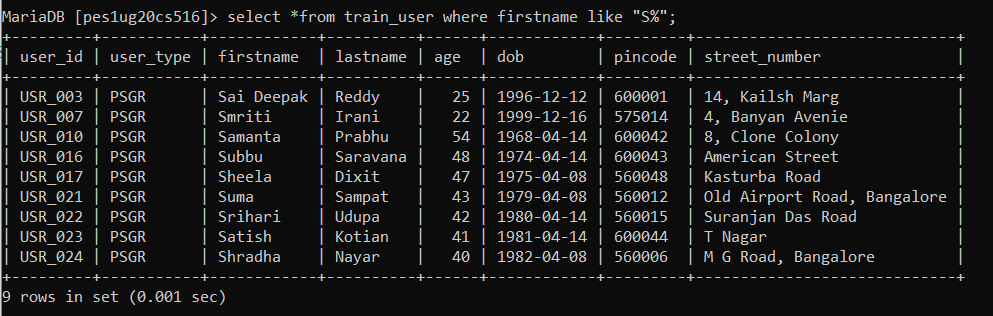 MariaDB [pes1ug20cs516]> select *from train_user where firstname like "S%";
+---------+-----------+------------+----------+------+------------+---------+----------------------------+
| user_id | user_type | firstname  | lastname | age  | dob        | pincode | street_number              |
+---------+-----------+------------+----------+------+------------+---------+----------------------------+
| USR_003 | PSGR      | Sai Deepak | Reddy    |   25 | 1996-12-12 | 600001  | 14, Kailsh Marg            |
| USR_007 | PSGR      | Smriti     | Irani    |   22 | 1999-12-16 | 575014  | 4, Banyan Avenie           |
| USR_010 | PSGR      | Samanta    | Prabhu   |   54 | 1968-04-14 | 600042  | 8, Clone Colony            |
| USR_016 | PSGR      | Subbu      | Saravana |   48 | 1974-04-14 | 600043  | American Street            |
| USR_017 | PSGR      | Sheela     | Dixit    |   47 | 1975-04-08 | 560048  | Kasturba Road              |
| USR_021 | PSGR      | Suma       | Sampat   |   43 | 1979-04-08 | 560012  | Old Airport Road, Bangalore |
| USR_022 | PSGR      | Srihari    | Udupa    |   42 | 1980-04-14 | 560015  | Suranjan Das Road          |
| USR_023 | PSGR      | Satish     | Kotian   |   41 | 1981-04-14 | 600044  | T Nagar                    |
| USR_024 | PSGR      | Shradha    | Nayar    |   40 | 1982-04-08 | 560006  | M G Road, Bangalore        |
+---------+-----------+------------+----------+------+------------+---------+----------------------------+
9 rows in set (0.001 sec)